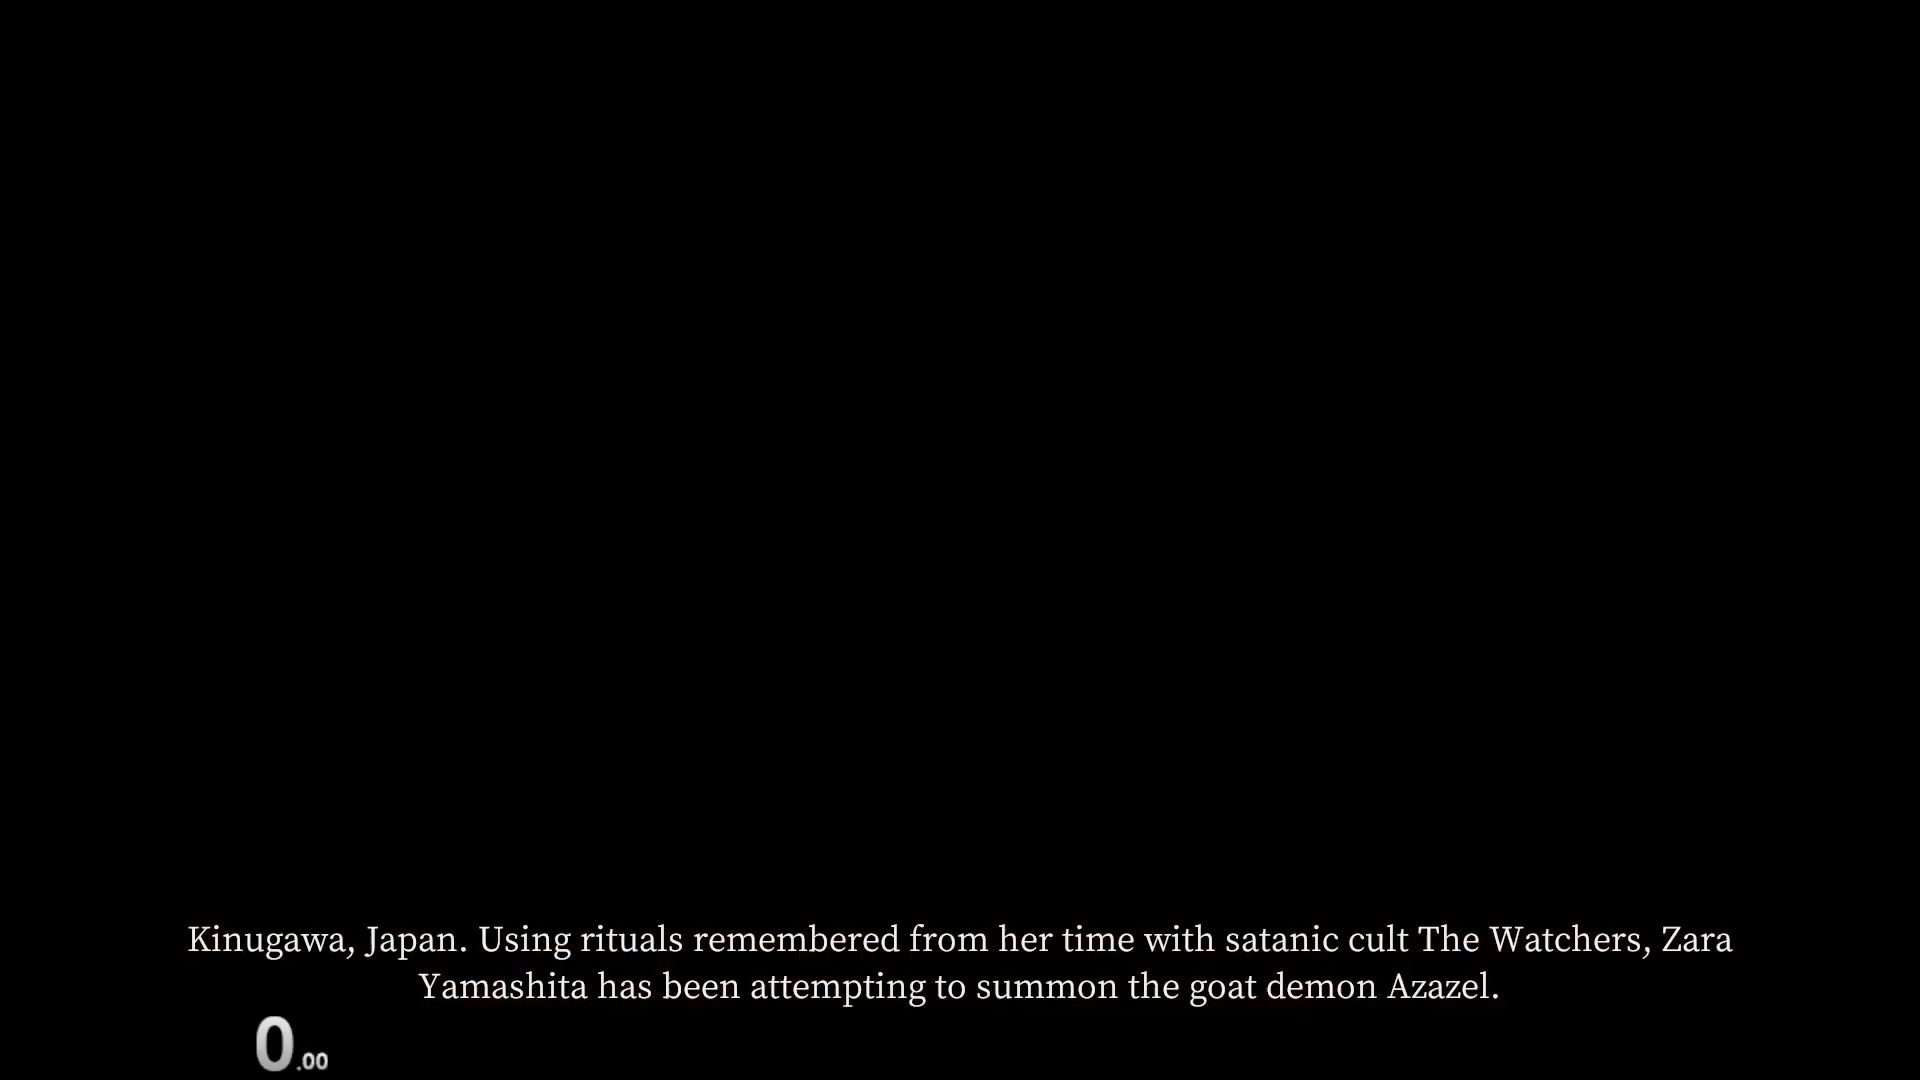 Kinugawa, Japan. Using rituals remembered from her time with satanic cult The Watchers, Zara
Yamashita has been attempting to summon the goat demon Azazel.
0.00